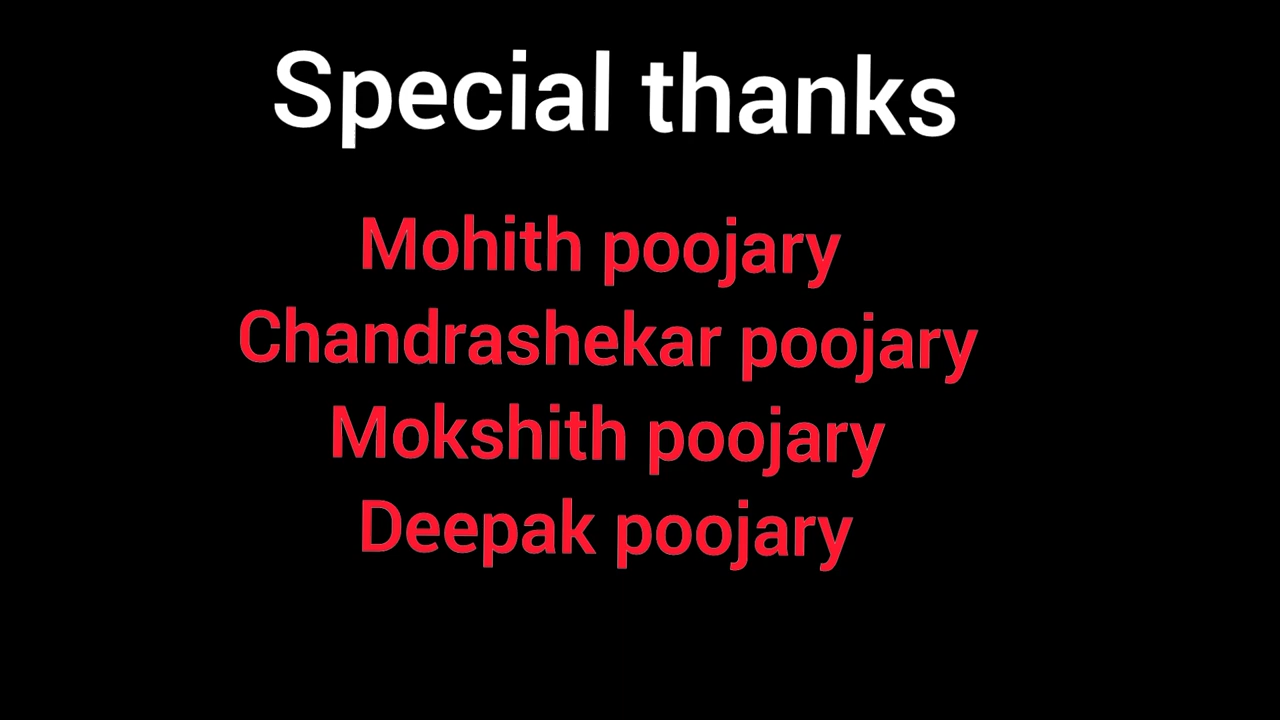 Special thanks
Mohith poojary
Chandrashekar poojary
Mokshith poojary
Deepak poojary